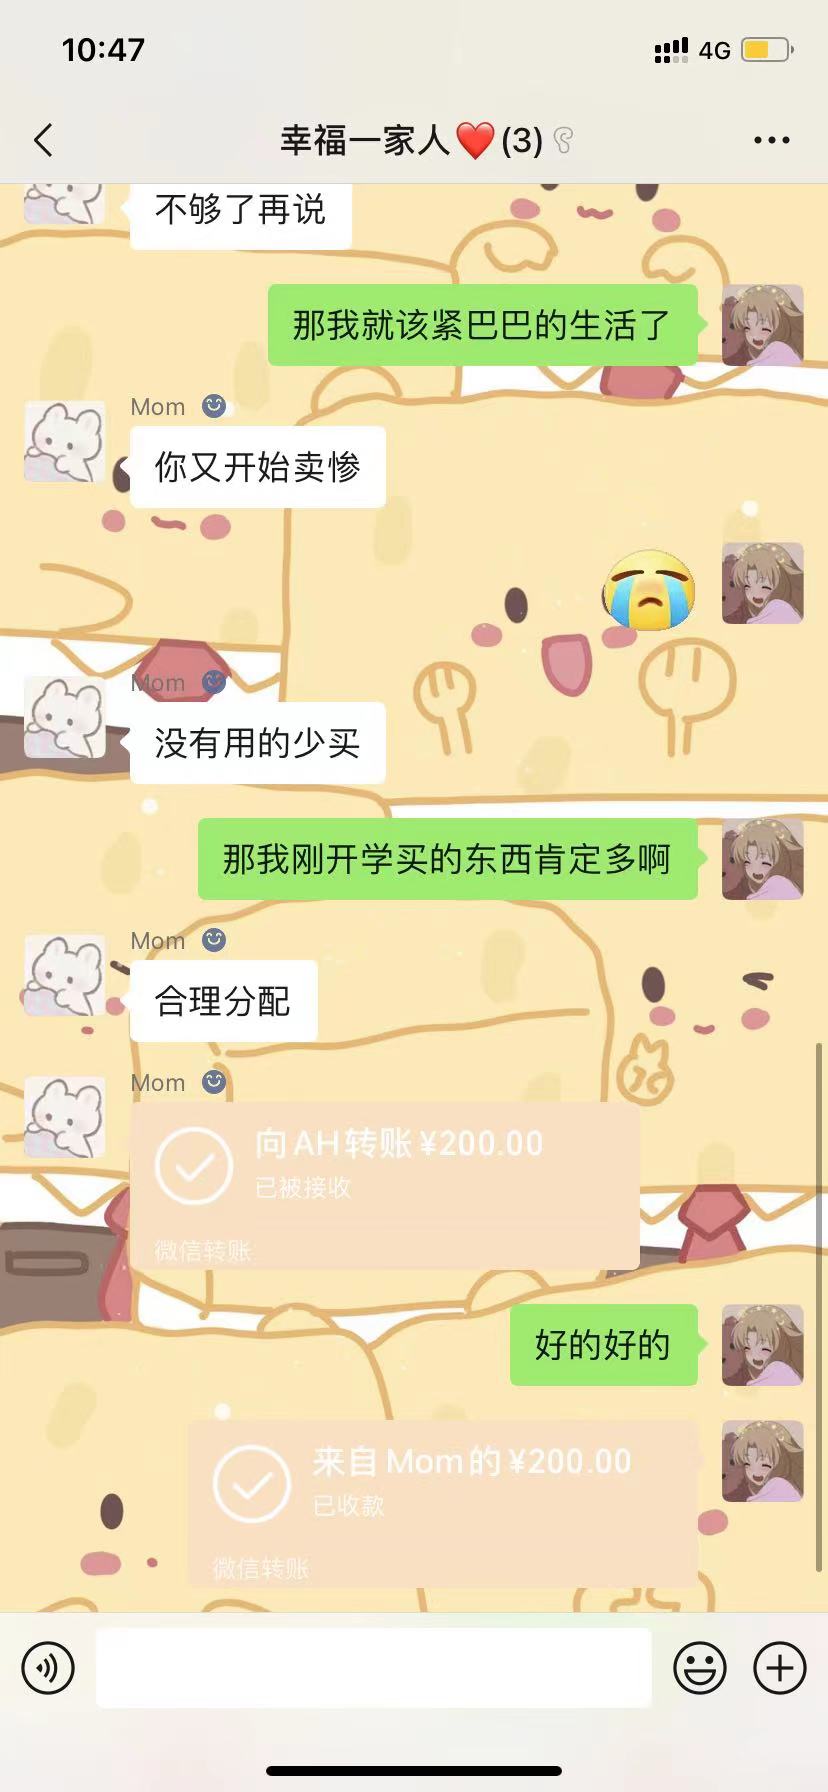 10:47
4G
幸福一家人❤️(3)
不够了再说
那我就该紧巴巴的生活了
Mom
你又开始卖惨
Mom
没有用的少买
那我刚开学买的东西肯定多啊
Mom
合理分配
Mom
向AH转账¥200.00
已被接收
微信转账
好的好的
来自Mom的¥200.00
已收款
微信转账